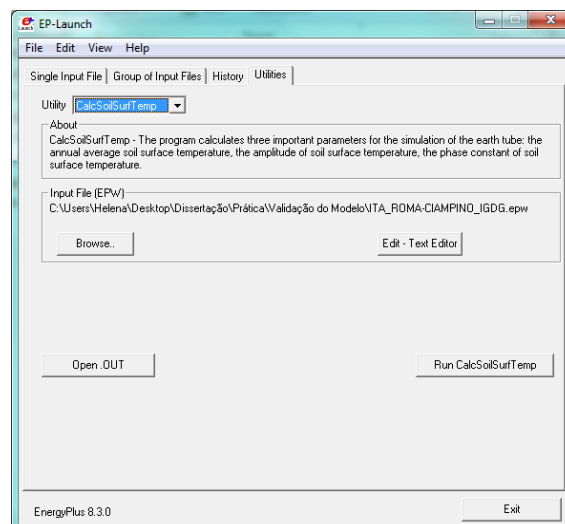 EP-Launch
File Edit View Help
Single Input File Group of Input Files History Utilities
Utility CalcSoilSurfTemp
About
CalcSoilSurfTemp - The program calculates three important parameters for the simulation of the earth tube: the
annual average soil surface temperature, the amplitude of soil surface temperature, the phase constant of soil
surface temperature.
Input File (EPW)
C:\Users\Helena\Desktop\Dissertação\Prática\Validação do Modelo\ITA_ROMA-CIAMPINO_IGDG.epw
Browse.. Edit - Text Editor
Open .OUT Run CalcSoilSurfTemp
EnergyPlus 8.3.0 Exit